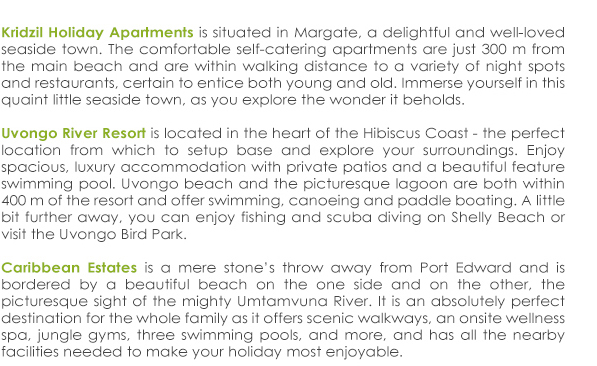 Kridzil Holiday Apartments is situated in Margate, a delightful and well-loved
seaside town. The comfortable self-catering apartments are just 300 m from
the main beach and are within walking distance to a variety of night spots
and restaurants, certain to entice both young and old. Immerse yourself in this
quaint little seaside town, as you explore the wonder it beholds.
Uvongo River Resort is located in the heart of the Hibiscus Coast - the perfect
location from which to setup base and explore your surroundings. Enjoy
spacious, luxury accommodation with private patios and a beautiful feature
swimming pool. Uvongo beach and the picturesque lagoon are both within
400 m of the resort and offer swimming, canoeing and paddle boating. A little
bit further away, you can enjoy fishing and scuba diving on Shelly Beach or
visit the Uvongo Bird Park.
Caribbean Estates is a mere stone's throw away from Port Edward and is
bordered by a beautiful beach on the one side and on the other, the
picturesque sight of the mighty Umtamvuna River. It is an absolutely perfect
destination for the whole family as it offers scenic walkways, an onsite wellness
spa, jungle gyms, three swimming pools, and more, and has all the nearby
facilities needed to make your holiday most enjoyable.